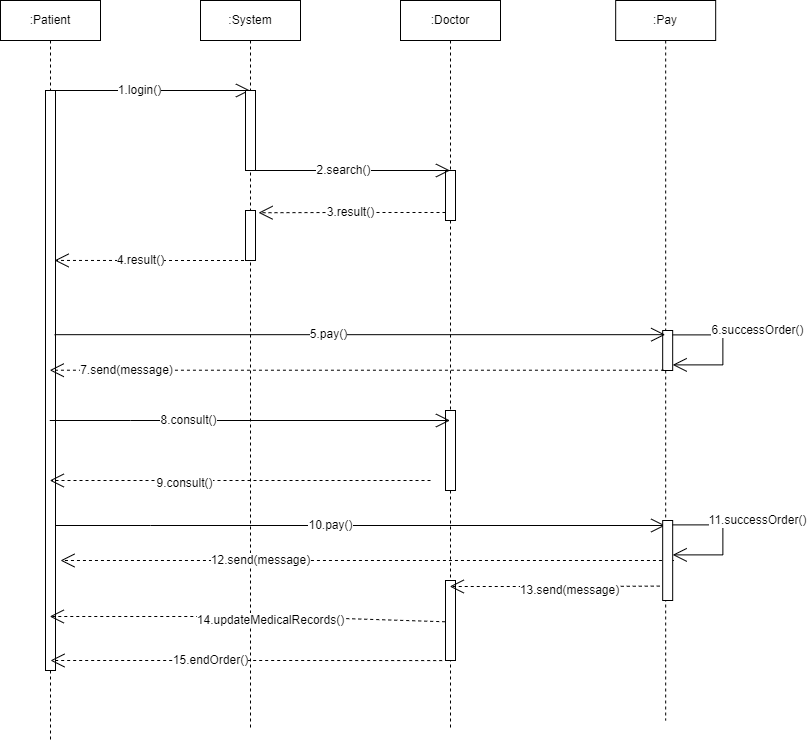 :Patient
:System
:Doctor
:Pay
1.login()
2.search()
3.result()
4.result()
5.pay()
6.successOrder()
7.send(message)
8.consult()
9.consult()
10.pay()
11.successOrder()
12.send(message)
13.send(message)
14.updateMedicalRecords()
15.endOrder()